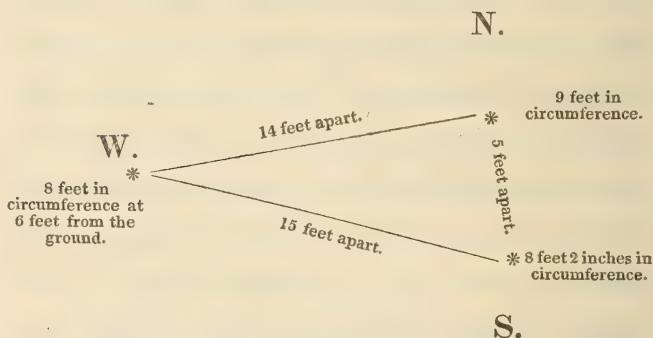 N.
9 feet in
circumference.
14 feet apart.
W.
5 feet apart.
8 feet in
circumference at
6 feet from the
ground.
15 feet apart.
8 feet 2 inches in
circumference.
S.